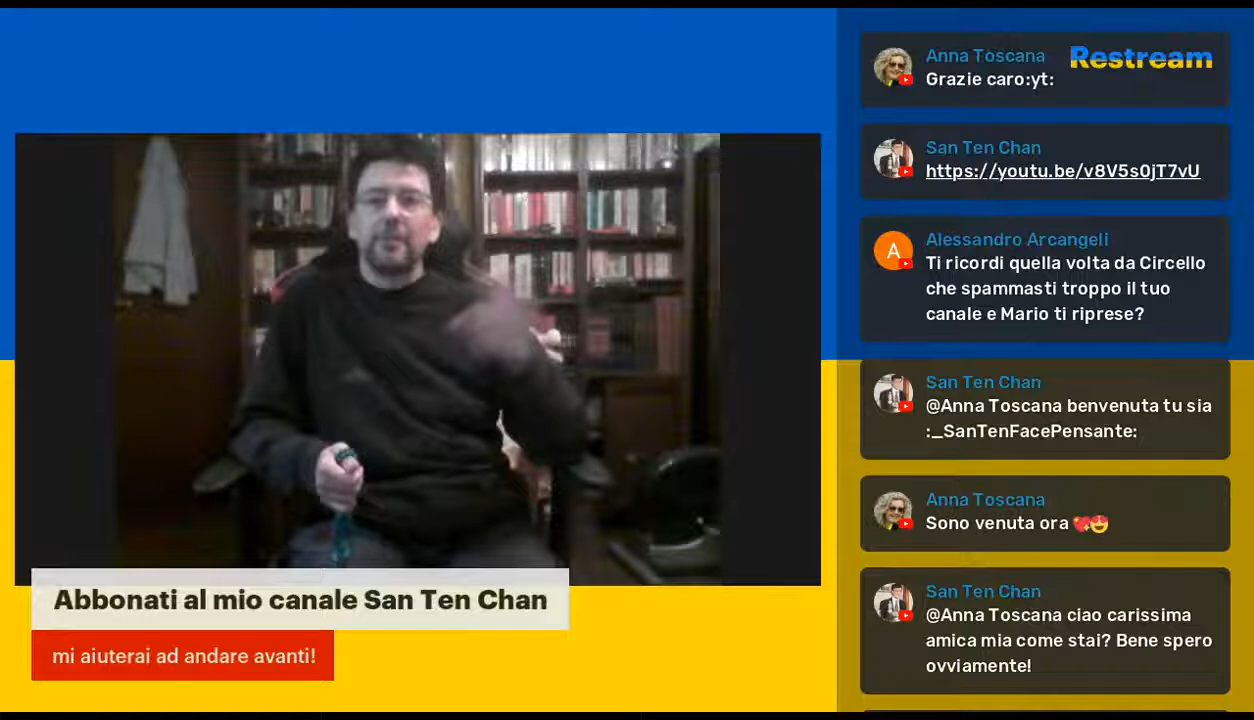 Anna Toscana
Restream
Grazie caro:yt:
San Ten Chan
https://youtu.be/v8V5s0jT7vU
A
Alessandro Arcangeli
Ti ricordi quella volta da Circello
che spammasti troppo il tuo
canale e Mario ti riprese?
San Ten Chan
@Anna Toscana benvenuta tu sia
:_SanTenFacePensante:
Anna Toscana
Sono venuta ora 💘😍
San Ten Chan
@Anna Toscana ciao carissima
amica mia come stai? Bene spero
ovviamente!
Abbonati al mio canale San Ten Chan
mi aiuterai ad andare avanti!